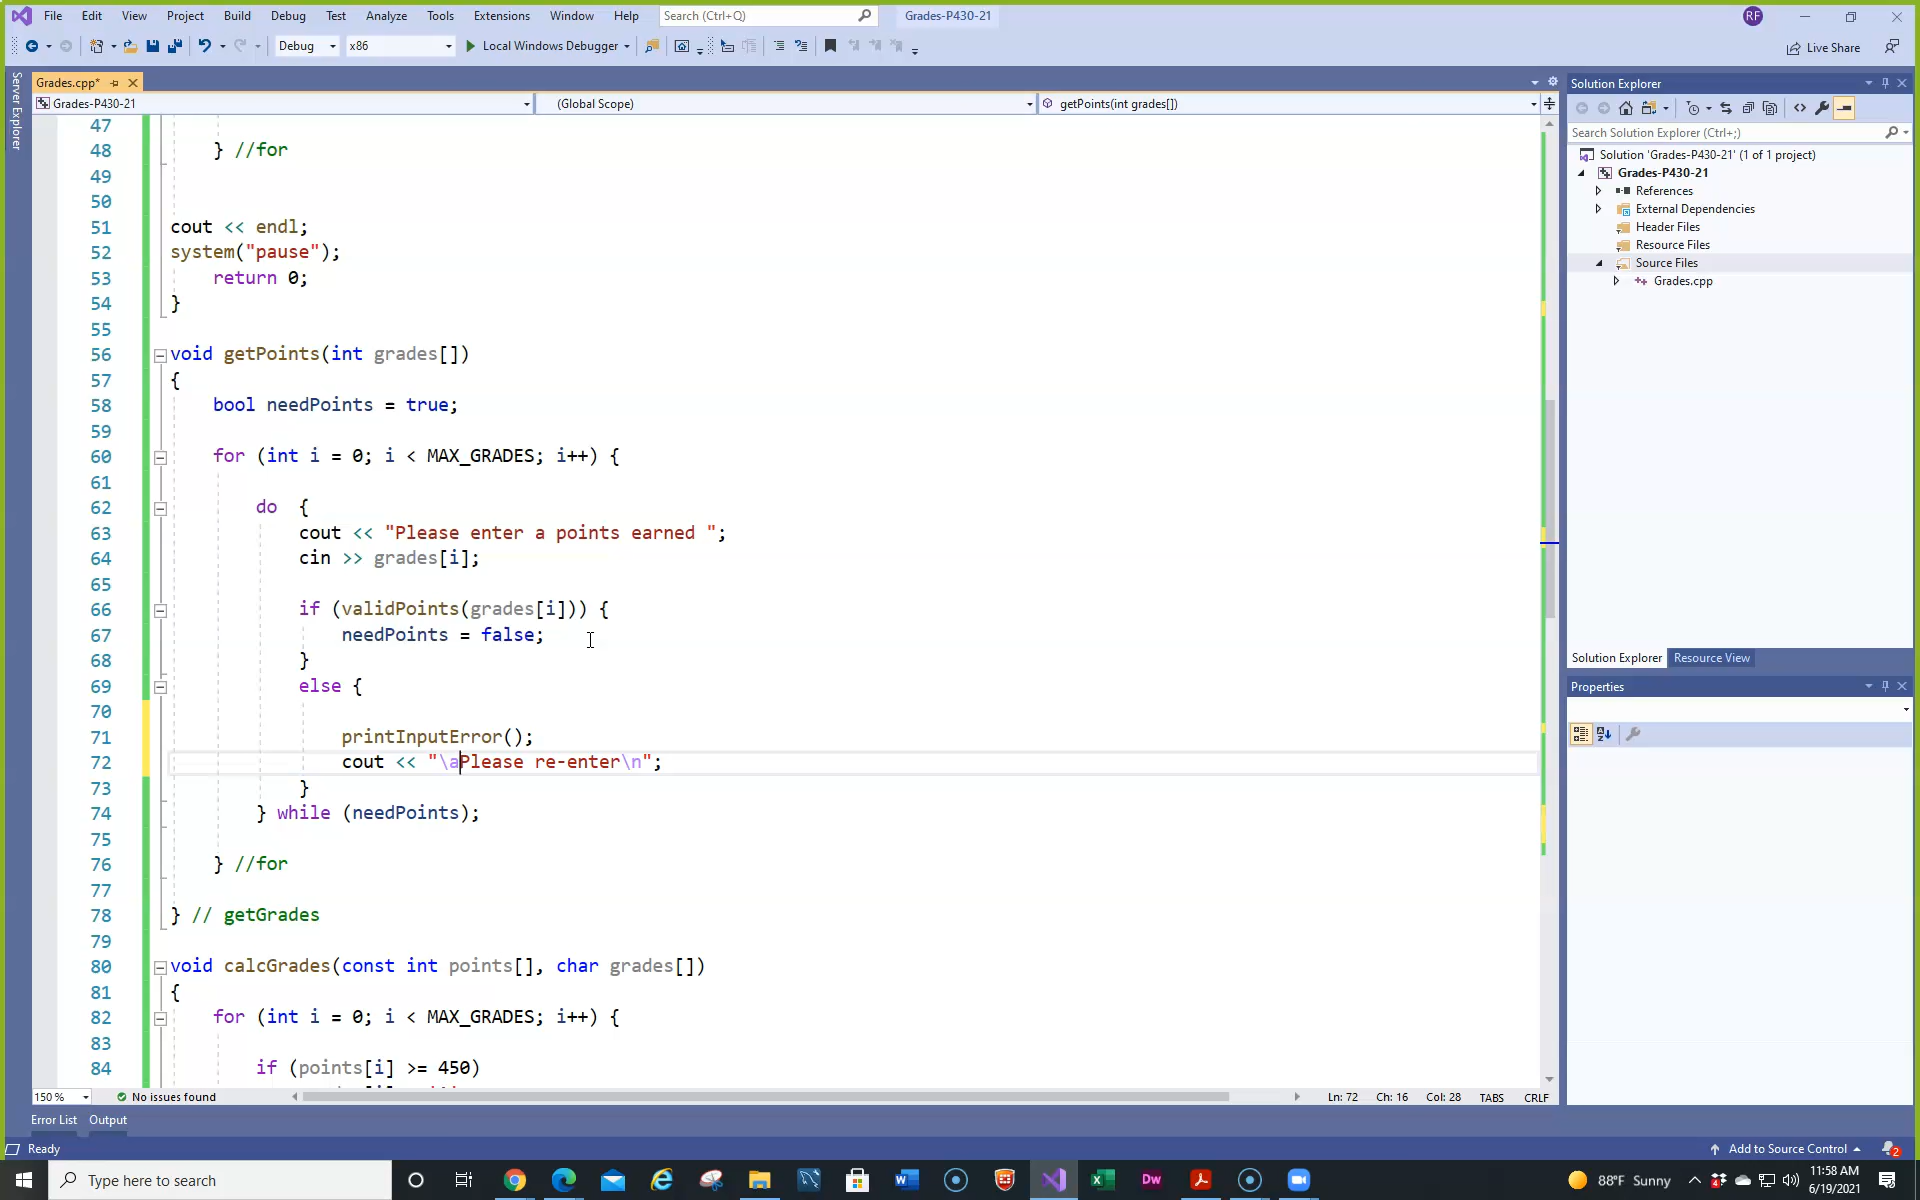 File Edit View Project Build Debug Test Analyze Tools Extensions Window Help Search (Ctrl+Q) Grades-P430-21 RF
Debug x86 Local Windows Debugger Live Share
Server Explorer
Grades.cpp*
Grades-P430-21 (Global Scope) getPoints(int grades[])
47
48 } //for
49
50
51 cout << endl;
52 system("pause");
53 return 0;
54 }
55
56 void getPoints(int grades[])
57 {
58 bool needPoints = true;
59
60 for (int i = 0; i < MAX_GRADES; i++) {
61
62 do {
63 cout << "Please enter a points earned ";
64 cin >> grades[i];
65
66 if (validPoints(grades[i])) {
67 needPoints = false;
68 }
69 else {
70
71 printInputError();
72 cout << "\aPlease re-enter\n";
73 }
74 } while (needPoints);
75
76 } //for
77
78 } // getGrades
79
80 void calcGrades(const int points[], char grades[])
81 {
82 for (int i = 0; i < MAX_GRADES; i++) {
83
84 if (points[i] >= 450)
150 % No issues found Ln: 72 Ch: 16 Col: 28 TABS CRLF
Error List Output
Ready Add to Source Control 2
Solution Explorer
Search Solution Explorer (Ctrl+;)
Solution 'Grades-P430-21' (1 of 1 project)
Grades-P430-21
References
External Dependencies
Header Files
Resource Files
Source Files
Grades.cpp
Solution Explorer Resource View
Properties
Type here to search 88°F Sunny 11:58 AM
6/19/2021